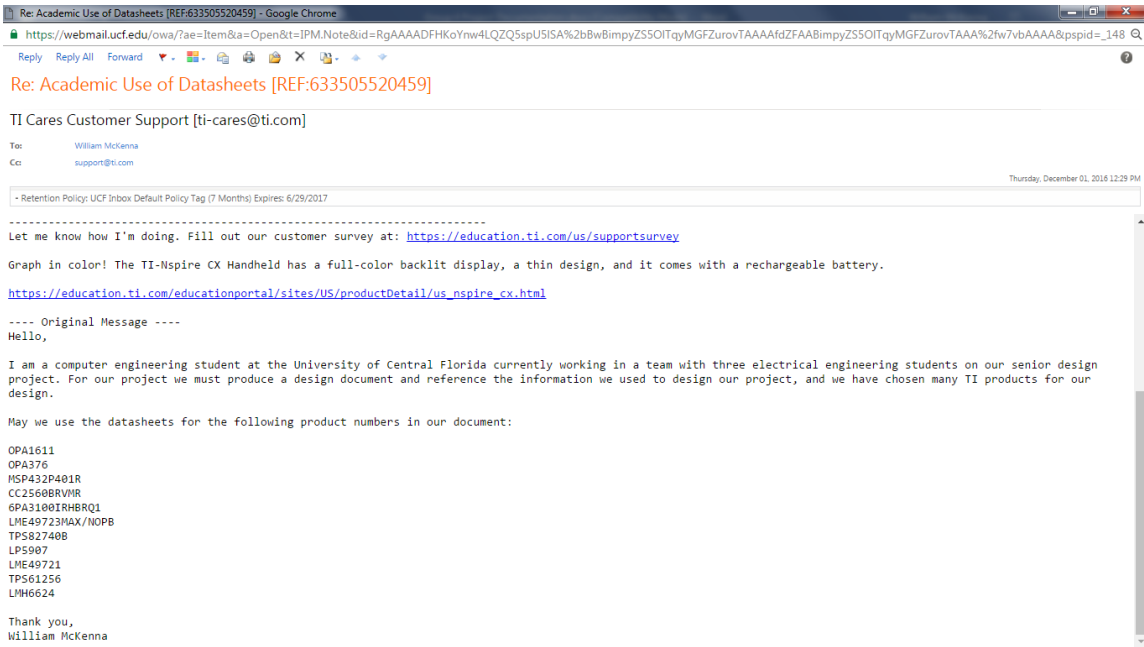 Re: Academic Use of Datasheets [REF:633505520459] - Google Chrome
https://webmail.ucf.edu/owa/?ae=Item&a=Open&t=IPM.Note&id=RgAAAADFHKoYnw4LQZQ5spU5ISA%2bBwBimpyZS5OlTqyMGFZurovTAAAAfdZFAABimpyZS5OlTqyMGFZurovTAAA%2fw7vbAAAA&pspid=_148
Reply Reply All Forward
Re: Academic Use of Datasheets [REF:633505520459]
TI Cares Customer Support [ti-cares@ti.com]
To: William McKenna
Cc: support@ti.com
Thursday, December 01, 2016 12:29 PM
- Retention Policy: UCF Inbox Default Policy Tag (7 Months) Expires: 6/29/2017
------------------------------------------------------------------------
Let me know how I'm doing. Fill out our customer survey at: https://education.ti.com/us/supportsurvey
Graph in color! The TI-Nspire CX Handheld has a full-color backlit display, a thin design, and it comes with a rechargeable battery.
https://education.ti.com/educationportal/sites/US/productDetail/us_nspire_cx.html
---- Original Message ----
Hello,
I am a computer engineering student at the University of Central Florida currently working in a team with three electrical engineering students on our senior design
project. For our project we must produce a design document and reference the information we used to design our project, and we have chosen many TI products for our
design.
May we use the datasheets for the following product numbers in our document:
OPA1611
OPA376
MSP432P401R
CC2560BRVMR
6PA3100IRHBRQ1
LME49723MAX/NOPB
TPS82740B
LP5907
LME49721
TPS61256
LMH6624
Thank you,
William McKenna